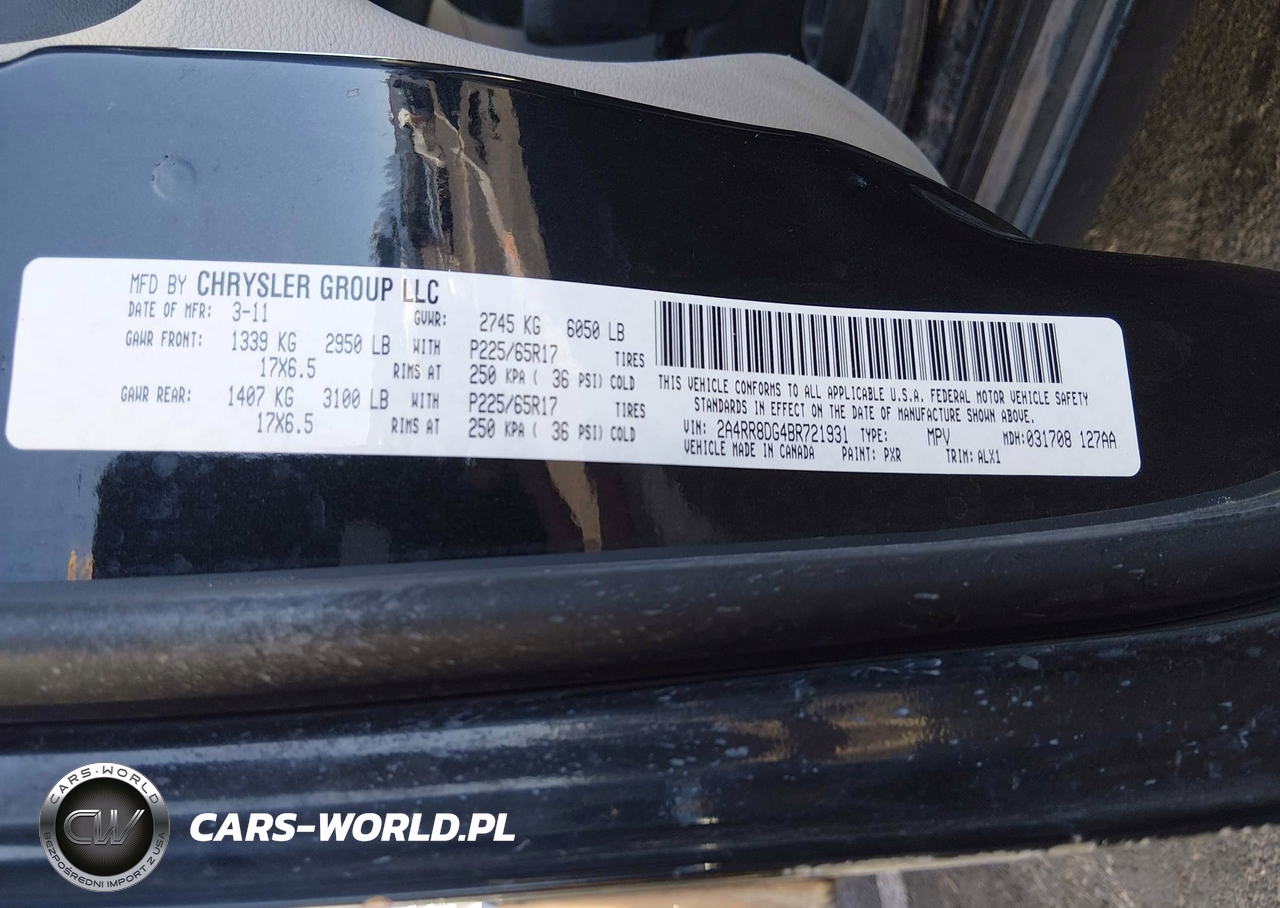 MFD BY CHRYSLER GROUP LLC
DATE OF MFR: 3-11 GVWR: 2745 KG 6050 LB
GAWR FRONT: 1339 KG 2950 LB WITH P225/65R17 TIRES
17X6.5 RIMS AT 250 KPA ( 36 PSI) COLD
GAWR REAR: 1407 KG 3100 LB WITH P225/65R17 TIRES
17X6.5 RIMS AT 250 KPA ( 36 PSI) COLD
THIS VEHICLE CONFORMS TO ALL APPLICABLE U.S.A. FEDERAL MOTOR VEHICLE SAFETY
STANDARDS IN EFFECT ON THE DATE OF MANUFACTURE SHOWN ABOVE.
VIN: 2A4RR8DG4BR721931 TYPE: MPV MDH:031708 127AA
VEHICLE MADE IN CANADA PAINT: PXR TRIM: ALX1
CARS-WORLD
CW
BEZPOŚREDNI IMPORT Z USA
CARS-WORLD.PL